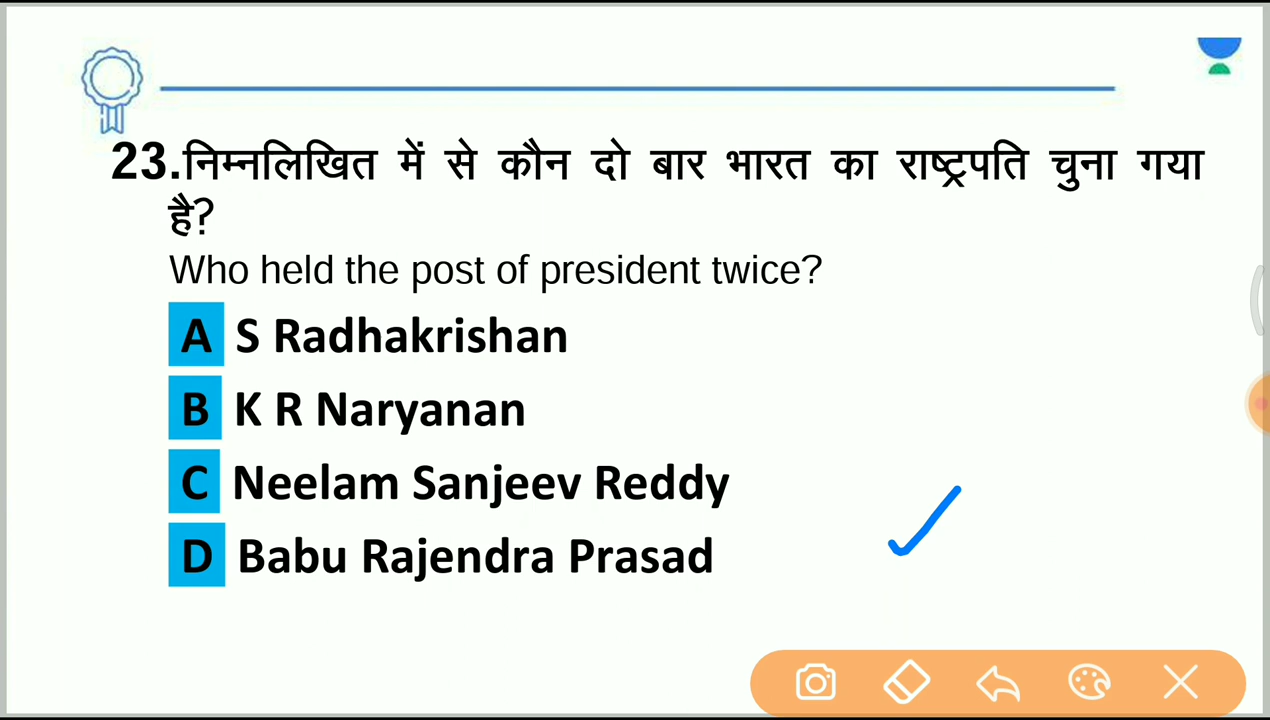 23.निम्नलिखित में से कौन दो बार भारत का राष्ट्रपति चुना गया
है?
Who held the post of president twice?
A S Radhakrishan
B K R Naryanan
C Neelam Sanjeev Reddy
D Babu Rajendra Prasad